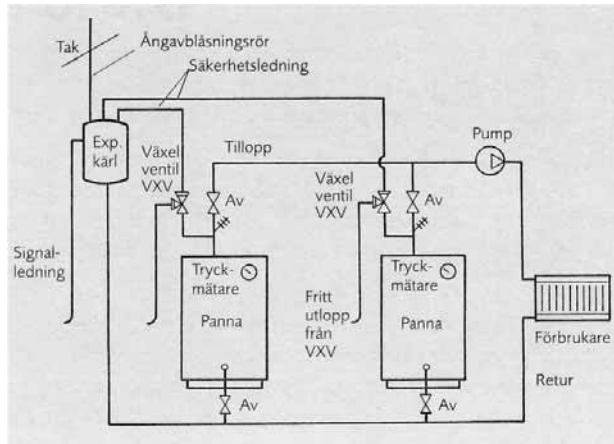 Tak
Ångavblåsningsrör
Säkerhetsledning
Exp.
kärl
Växel
ventil
VXV
Tillopp
Av
Växel
ventil
VXV
Av
Pump
Signal-
ledning
Tryck-
mätare
Panna
Fritt
utlopp
från
VXV
Tryck-
mätare
Panna
Förbrukare
Retur
Av
Av